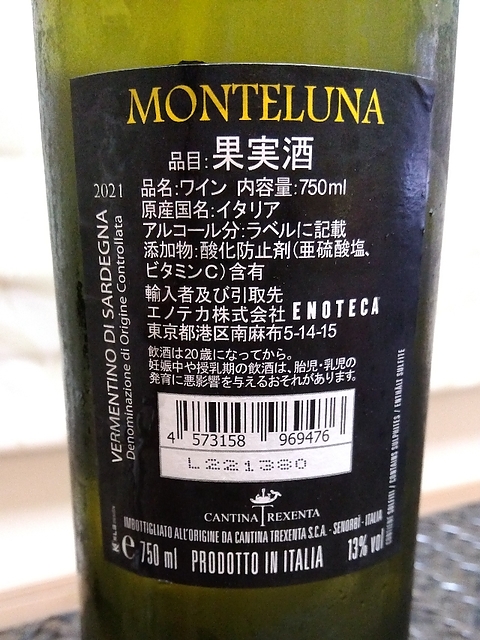 MONTELUNA
品目:果実酒
2021
品名:ワイン 内容量:750ml
原産国名:イタリア
アルコール分:ラベルに記載
添加物:酸化防止剤(亜硫酸塩、
ビタミンC)含有
輸入者及び引取先
エノテカ株式会社 ENOTECA
東京都港区南麻布5-14-15
飲酒は20歳になってから。
妊娠中や授乳期の飲酒は、胎児・乳児の
発育に悪影響を与えるおそれがあります。
VERMENTINO DI SARDEGNA
Denominazione di Origine Controllata
4 573158 969476
L221380
CANTINA TREXENTA
IMBOTTIGLIATO ALL'ORIGINE DA CANTINA TREXENTA S.C.A. - SENORBÌ - ITALIA
e 750 ml PRODOTTO IN ITALIA 13% vol
CONTIENE SOLFITI / CONTAINS SULPHITES / ENTHÄLT SULFITE